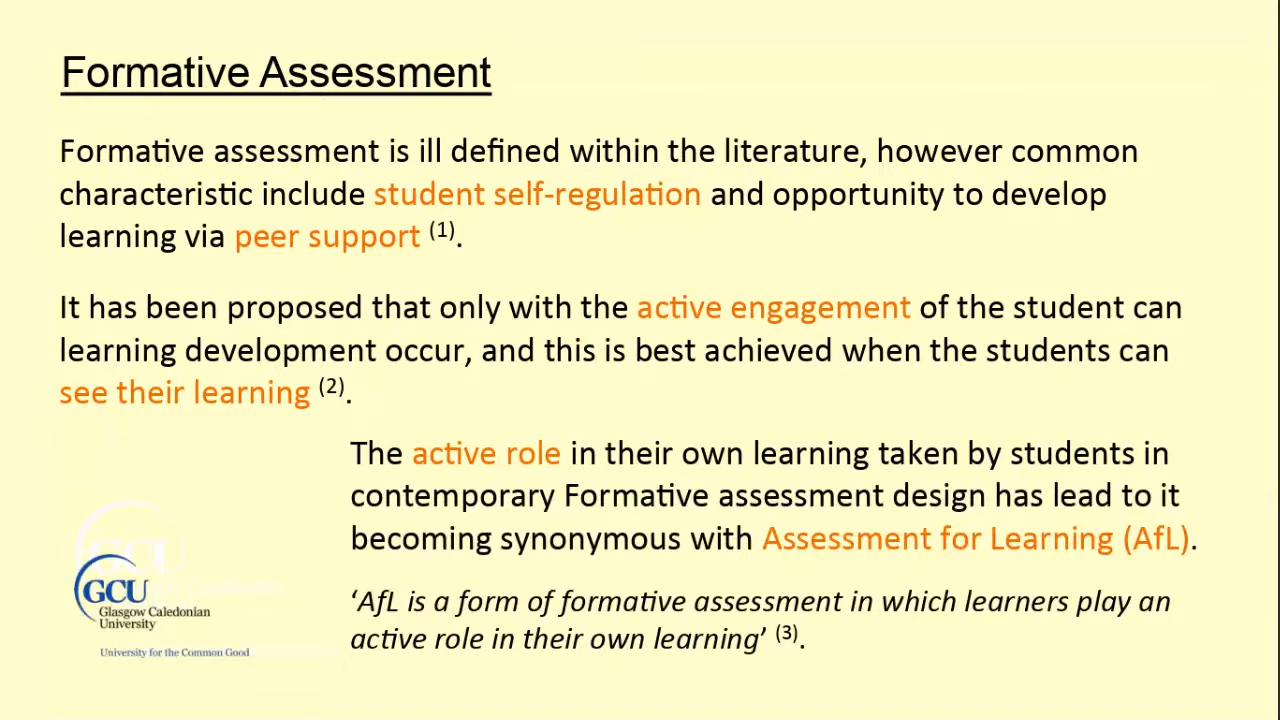 Formative Assessment
Formative assessment is ill defined within the literature, however common
characteristic include student self-regulation and opportunity to develop
learning via peer support (1).
It has been proposed that only with the active engagement of the student can
learning development occur, and this is best achieved when the students can
see their learning (2).
The active role in their own learning taken by students in
contemporary Formative assessment design has lead to it
becoming synonymous with Assessment for Learning (AfL).
‘AfL is a form of formative assessment in which learners play an
active role in their own learning’ (3).
GCU
Glasgow Caledonian
University
University for the Common Good